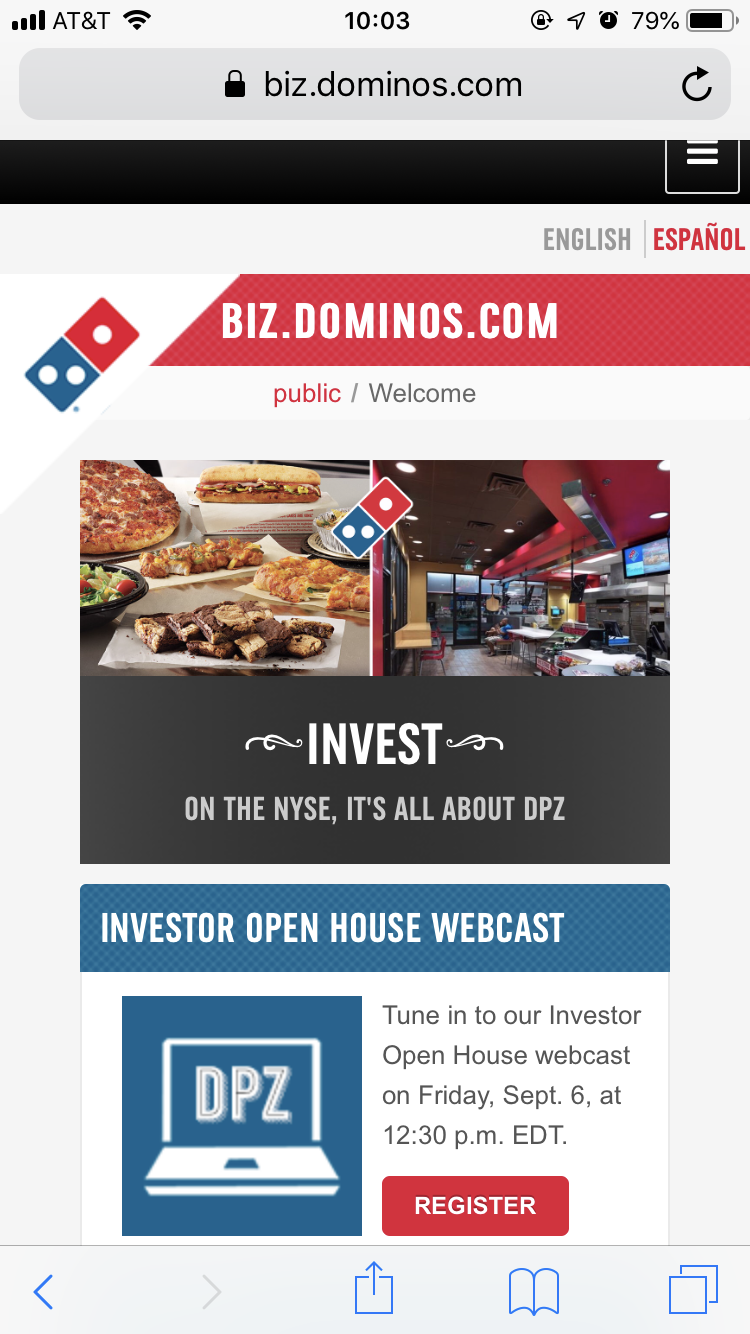 AT&T 10:03 79%
biz.dominos.com
ENGLISH ESPAÑOL
BIZ.DOMINOS.COM
public / Welcome
INVEST
ON THE NYSE, IT'S ALL ABOUT DPZ
INVESTOR OPEN HOUSE WEBCAST
DPZ
Tune in to our Investor
Open House webcast
on Friday, Sept. 6, at
12:30 p.m. EDT.
REGISTER